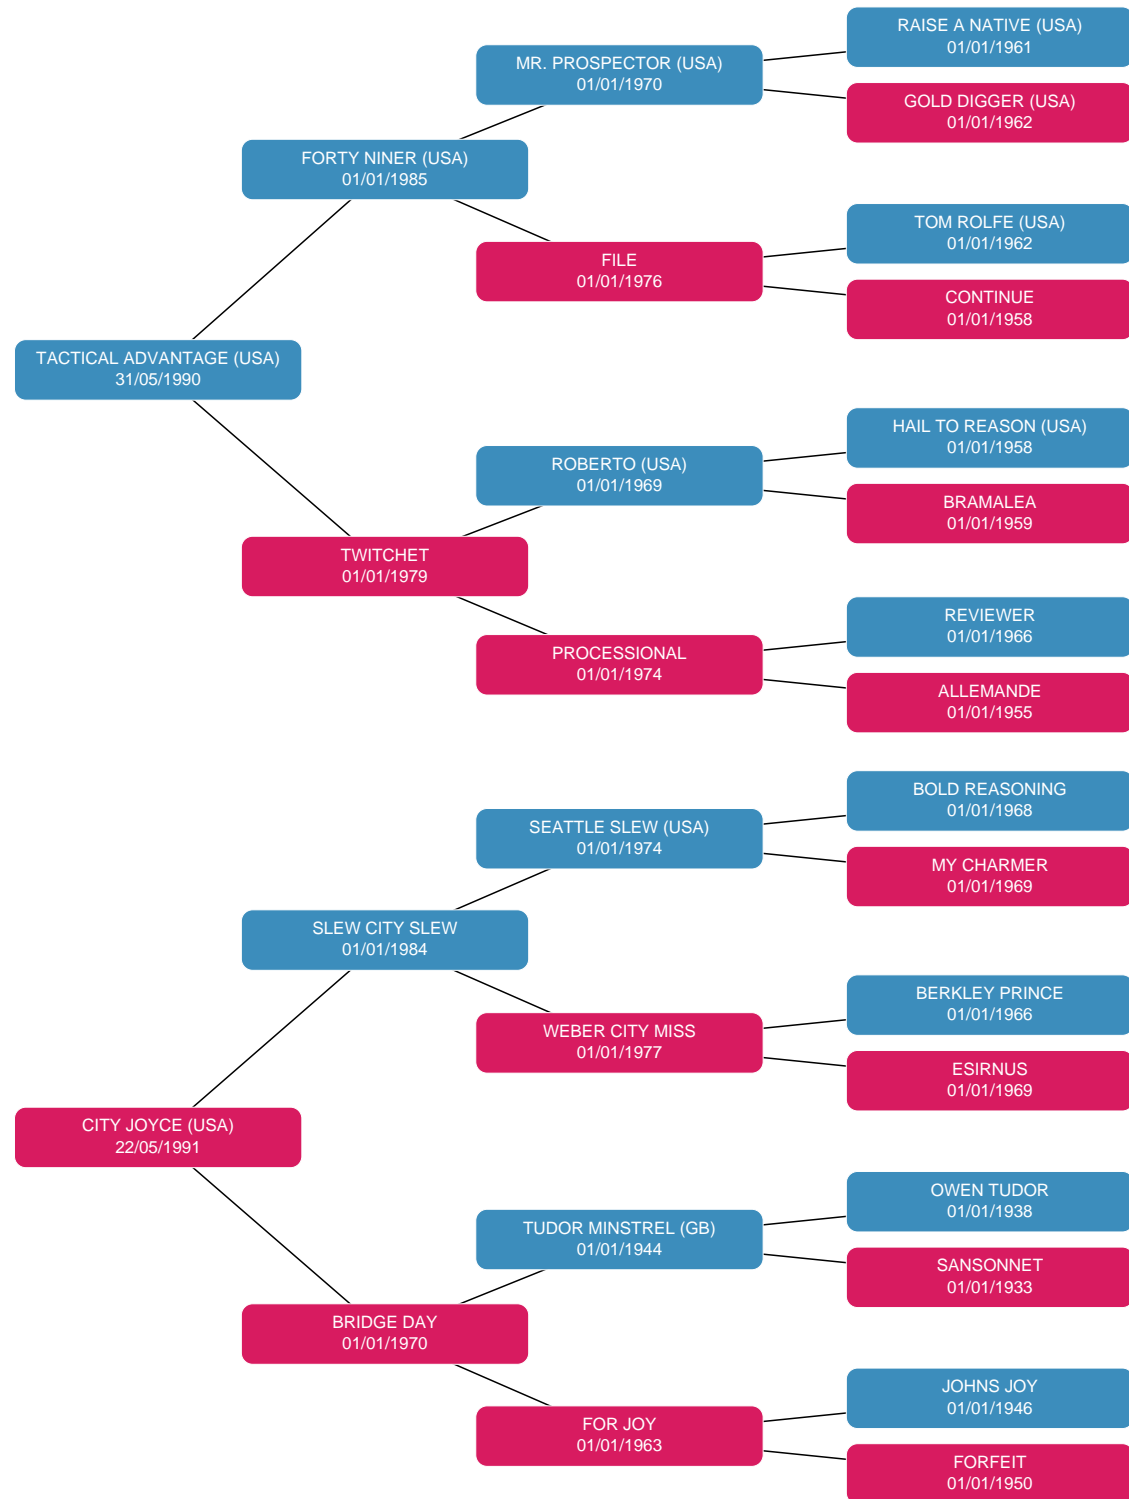 RAISE A NATIVE (USA)
01/01/1961
MR. PROSPECTOR (USA)
01/01/1970
GOLD DIGGER (USA)
01/01/1962
FORTY NINER (USA)
01/01/1985
TOM ROLFE (USA)
01/01/1962
FILE
01/01/1976
CONTINUE
01/01/1958
TACTICAL ADVANTAGE (USA)
31/05/1990
HAIL TO REASON (USA)
01/01/1958
ROBERTO (USA)
01/01/1969
BRAMALEA
01/01/1959
TWITCHET
01/01/1979
REVIEWER
01/01/1966
PROCESSIONAL
01/01/1974
ALLEMANDE
01/01/1955
BOLD REASONING
01/01/1968
SEATTLE SLEW (USA)
01/01/1974
MY CHARMER
01/01/1969
SLEW CITY SLEW
01/01/1984
BERKLEY PRINCE
01/01/1966
WEBER CITY MISS
01/01/1977
ESIRNUS
01/01/1969
CITY JOYCE (USA)
22/05/1991
OWEN TUDOR
01/01/1938
TUDOR MINSTREL (GB)
01/01/1944
SANSONNET
01/01/1933
BRIDGE DAY
01/01/1970
JOHNS JOY
01/01/1946
FOR JOY
01/01/1963
FORFEIT
01/01/1950